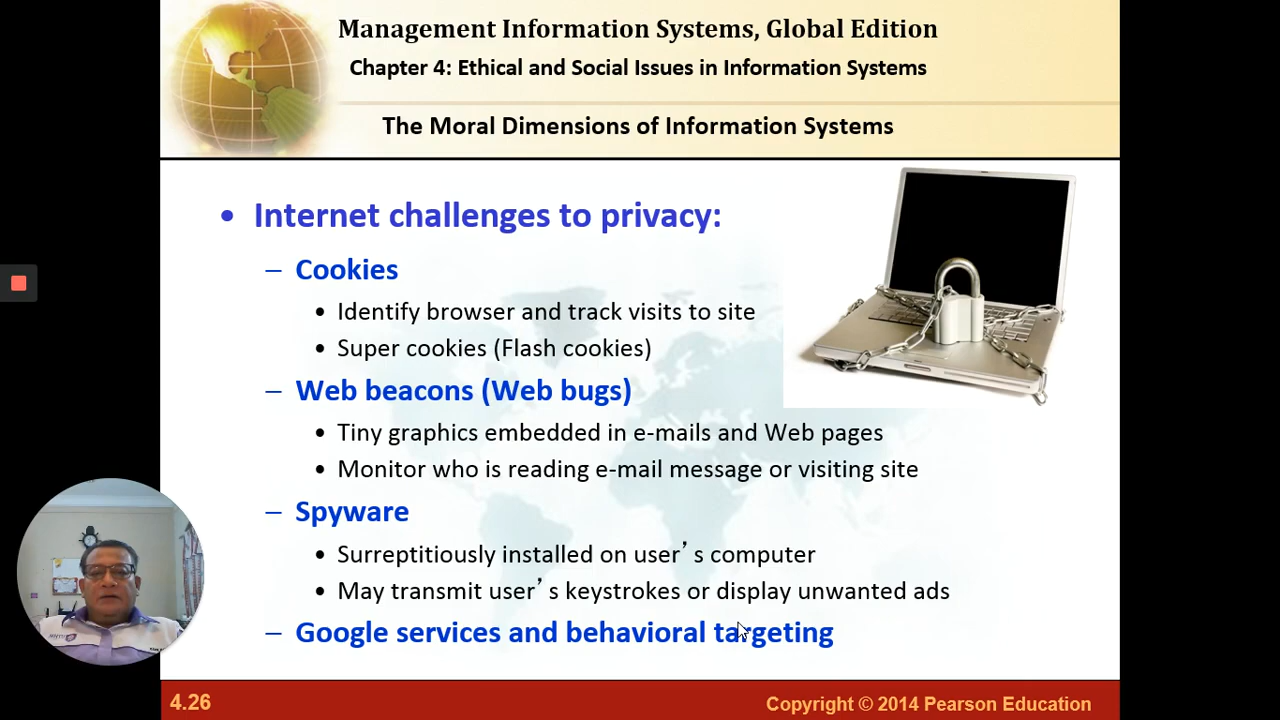 Management Information Systems, Global Edition
Chapter 4: Ethical and Social Issues in Information Systems
The Moral Dimensions of Information Systems
• Internet challenges to privacy:
– Cookies
• Identify browser and track visits to site
• Super cookies (Flash cookies)
– Web beacons (Web bugs)
• Tiny graphics embedded in e-mails and Web pages
• Monitor who is reading e-mail message or visiting site
– Spyware
• Surreptitiously installed on user’s computer
• May transmit user’s keystrokes or display unwanted ads
– Google services and behavioral targeting
4.26
Copyright © 2014 Pearson Education